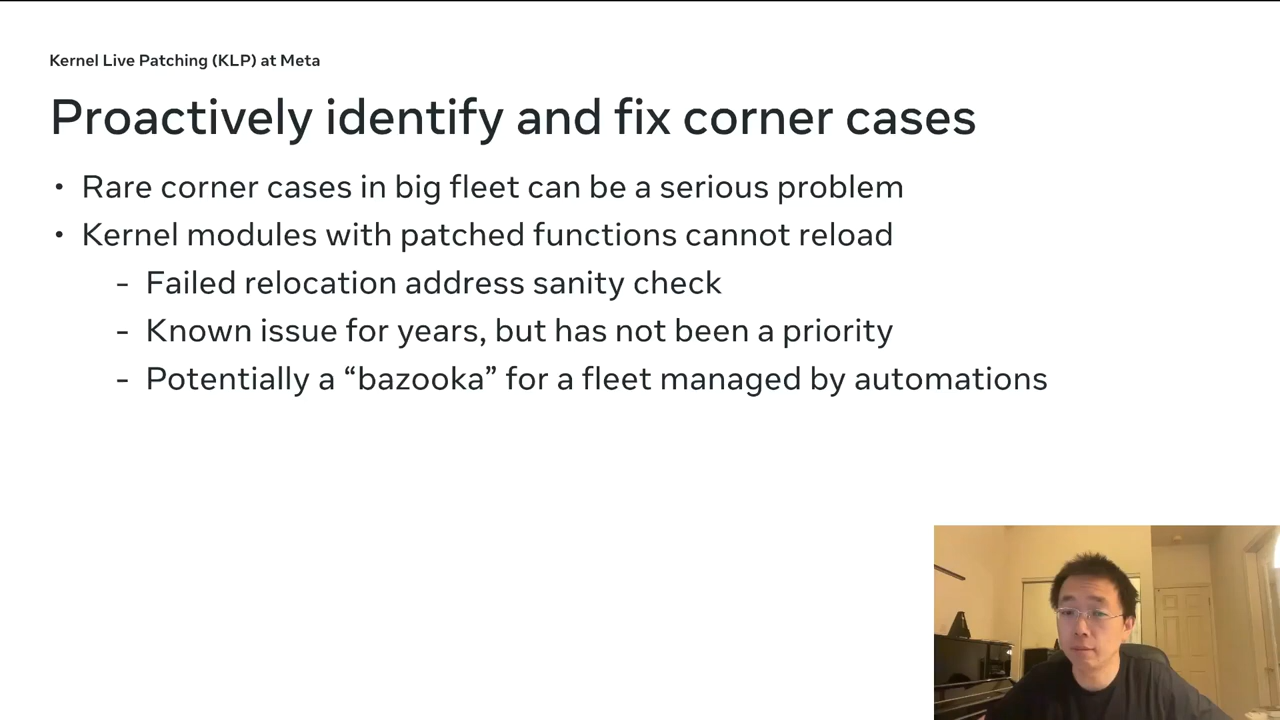 Kernel Live Patching (KLP) at Meta
Proactively identify and fix corner cases
• Rare corner cases in big fleet can be a serious problem
• Kernel modules with patched functions cannot reload
- Failed relocation address sanity check
- Known issue for years, but has not been a priority
- Potentially a “bazooka” for a fleet managed by automations